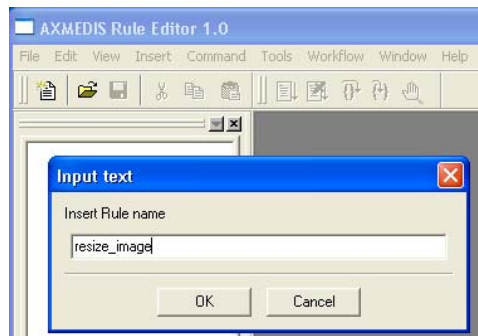 AXMEDIS Rule Editor 1.0
File Edit View Insert Command Tools Workflow Window Help
Input text
Insert Rule name
resize_image
OK Cancel